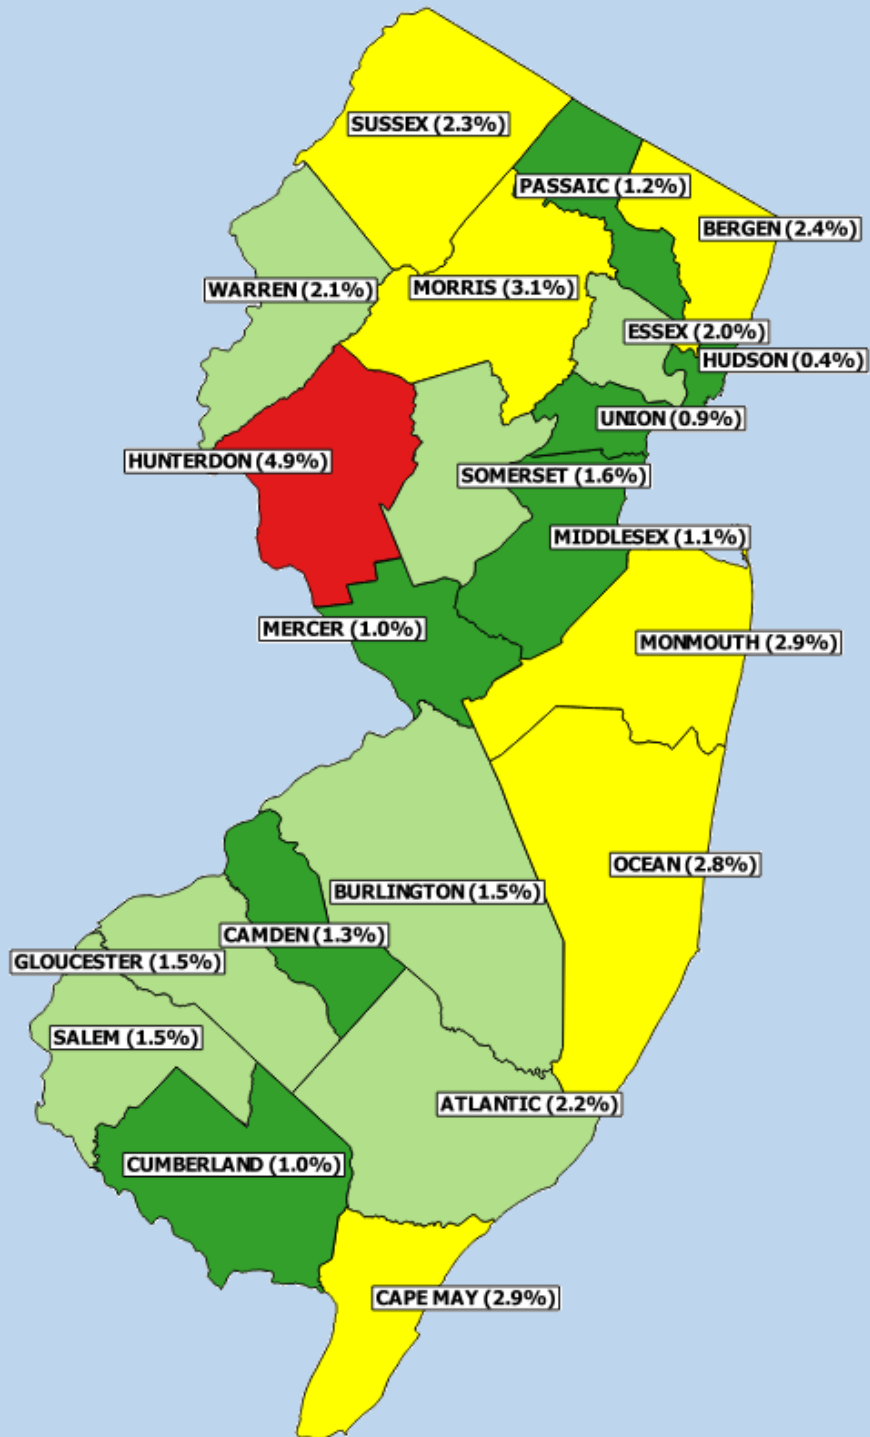 SUSSEX (2.3%)
PASSAIC (1.2%)
BERGEN (2.4%)
WARREN (2.1%)
MORRIS (3.1%)
ESSEX (2.0%)
HUDSON (0.4%)
UNION (0.9%)
HUNTERDON (4.9%)
SOMERSET (1.6%)
MIDDLESEX (1.1%)
MERCER (1.0%)
MONMOUTH (2.9%)
OCEAN (2.8%)
BURLINGTON (1.5%)
CAMDEN (1.3%)
GLOUCESTER (1.5%)
SALEM (1.5%)
ATLANTIC (2.2%)
CUMBERLAND (1.0%)
CAPE MAY (2.9%)